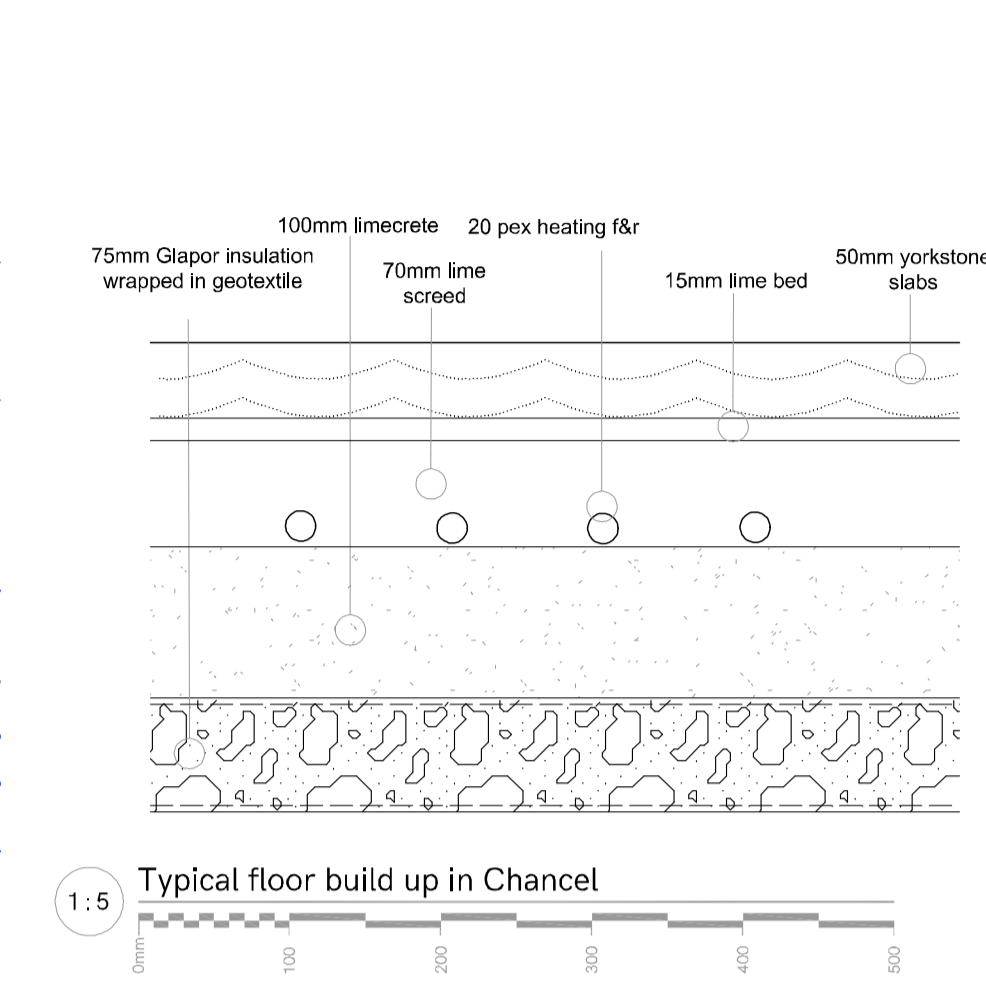 100mm limecrete
20 pex heating f&r
75mm Glapor insulation
wrapped in geotextile
70mm lime
screed
15mm lime bed
50mm yorkstone
slabs
1:5
Typical floor build up in Chancel
0mm
100
200
300
400
500